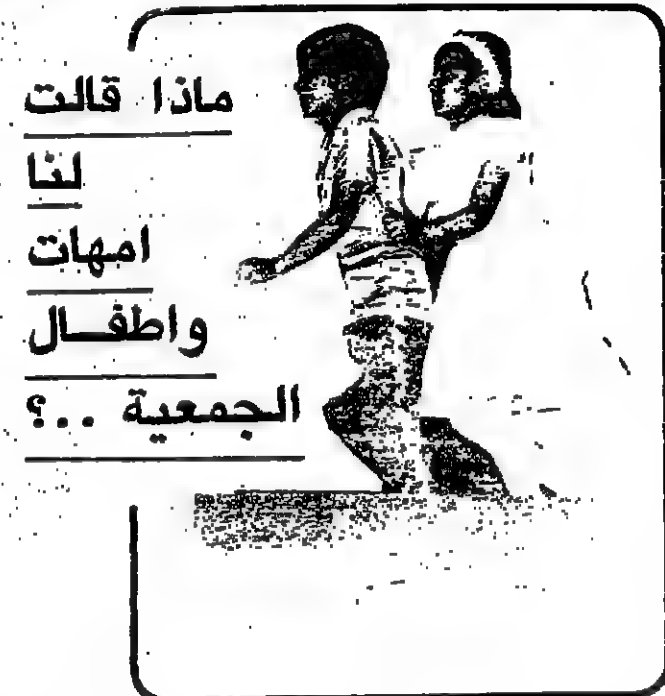 ماذا قالت
لنا
امهات
واطفال
الجمعية ..؟